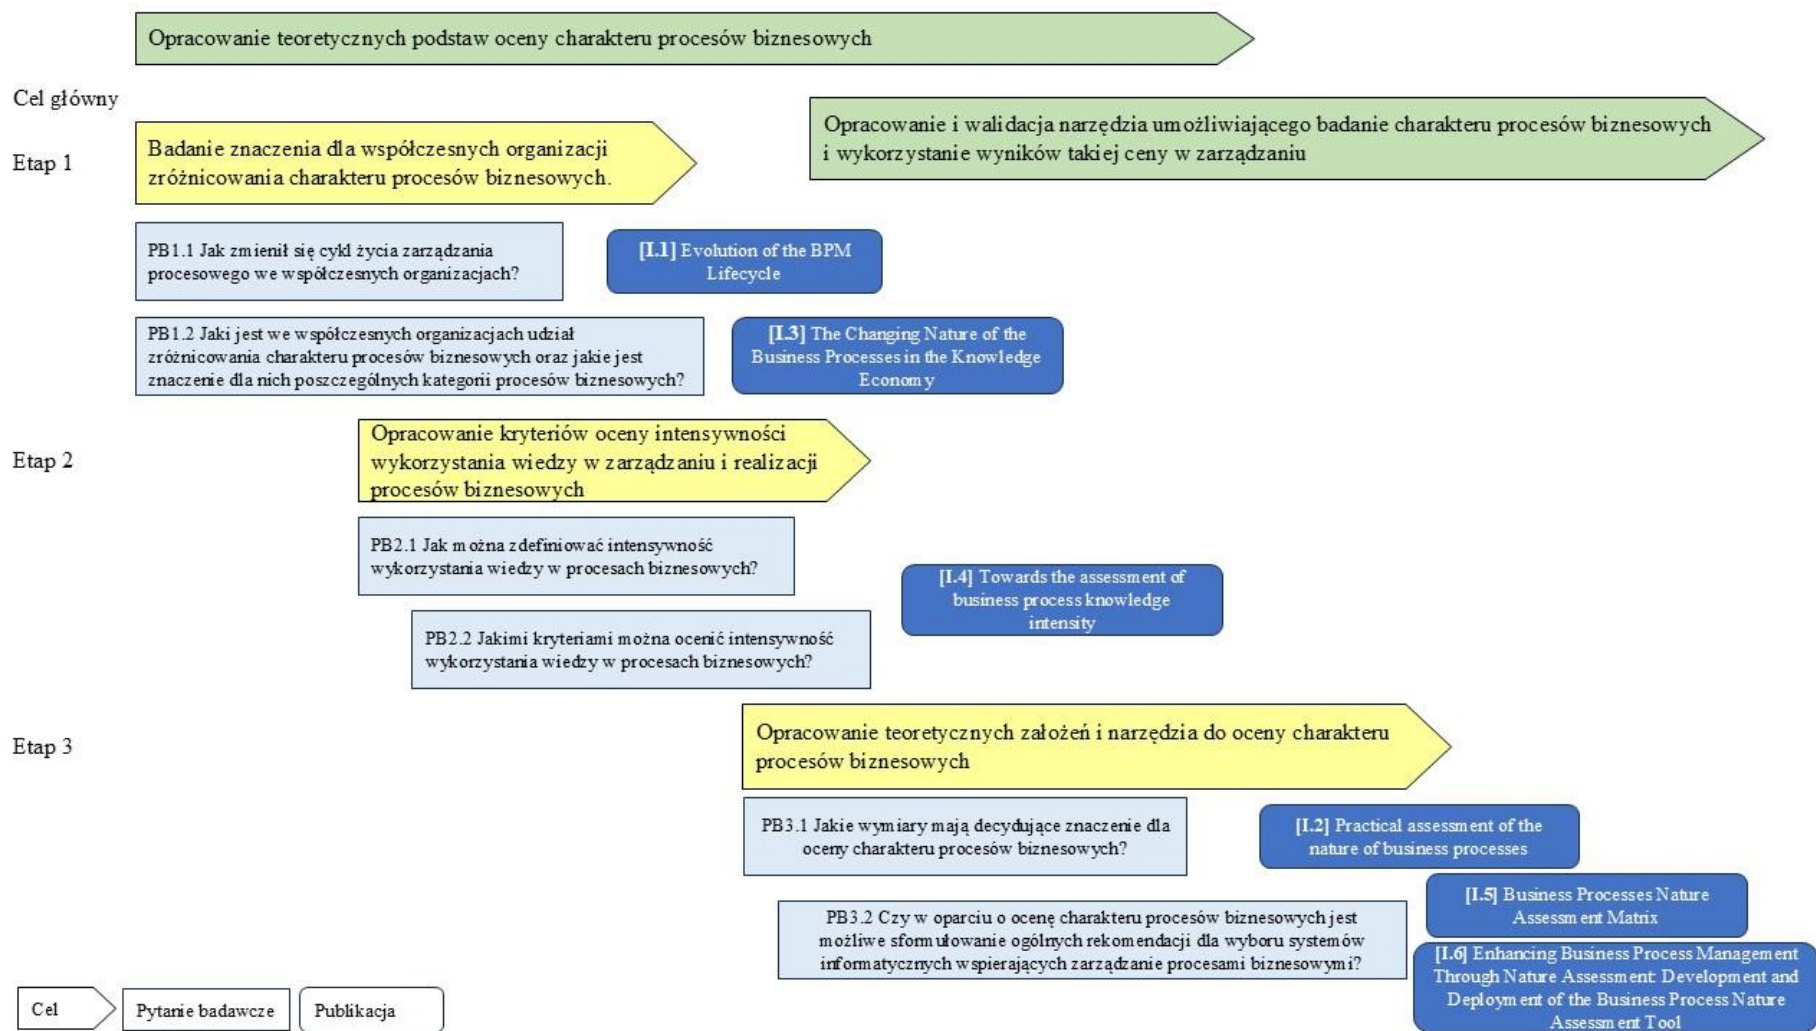 Opracowanie teoretycznych podstaw oceny charakteru procesów biznesowych
Cel główny
Opracowanie i walidacja narzędzia umożliwiającego badanie charakteru procesów biznesowych
i wykorzystanie wyników takiej ceny w zarządzaniu
Etap 1
Badanie znaczenia dla współczesnych organizacji
zróżnicowania charakteru procesów biznesowych.
PB1.1 Jak zmienił się cykl życia zarządzania
procesowego we współczesnych organizacjach?
[I.1] Evolution of the BPM
Lifecycle
PB1.2 Jaki jest we współczesnych organizacjach udział
zróżnicowania charakteru procesów biznesowych oraz jakie jest
znaczenie dla nich poszczególnych kategorii procesów biznesowych?
[I.3] The Changing Nature of the
Business Processes in the Knowledge
Economy
Etap 2
Opracowanie kryteriów oceny intensywności
wykorzystania wiedzy w zarządzaniu i realizacji
procesów biznesowych
PB2.1 Jak można zdefiniować intensywność
wykorzystania wiedzy w procesach biznesowych?
[I.4] Towards the assessment of
business process knowledge
intensity
PB2.2 Jakimi kryteriami można ocenić intensywność
wykorzystania wiedzy w procesach biznesowych?
Etap 3
Opracowanie teoretycznych założeń i narzędzia do oceny charakteru
procesów biznesowych
PB3.1 Jakie wymiary mają decydujące znaczenie dla
oceny charakteru procesów biznesowych?
[I.2] Practical assessment of the
nature of business processes
[I.5] Business Processes Nature
Assessment Matrix
PB3.2 Czy w oparciu o ocenę charakteru procesów biznesowych jest
możliwe sformułowanie ogólnych rekomendacji dla wyboru systemów
informatycznych wspierających zarządzanie procesami biznesowymi?
[I.6] Enhancing Business Process Management
Through Nature Assessment: Development and
Deployment of the Business Process Nature
Assessment Tool
Cel
Pytanie badawcze
Publikacja